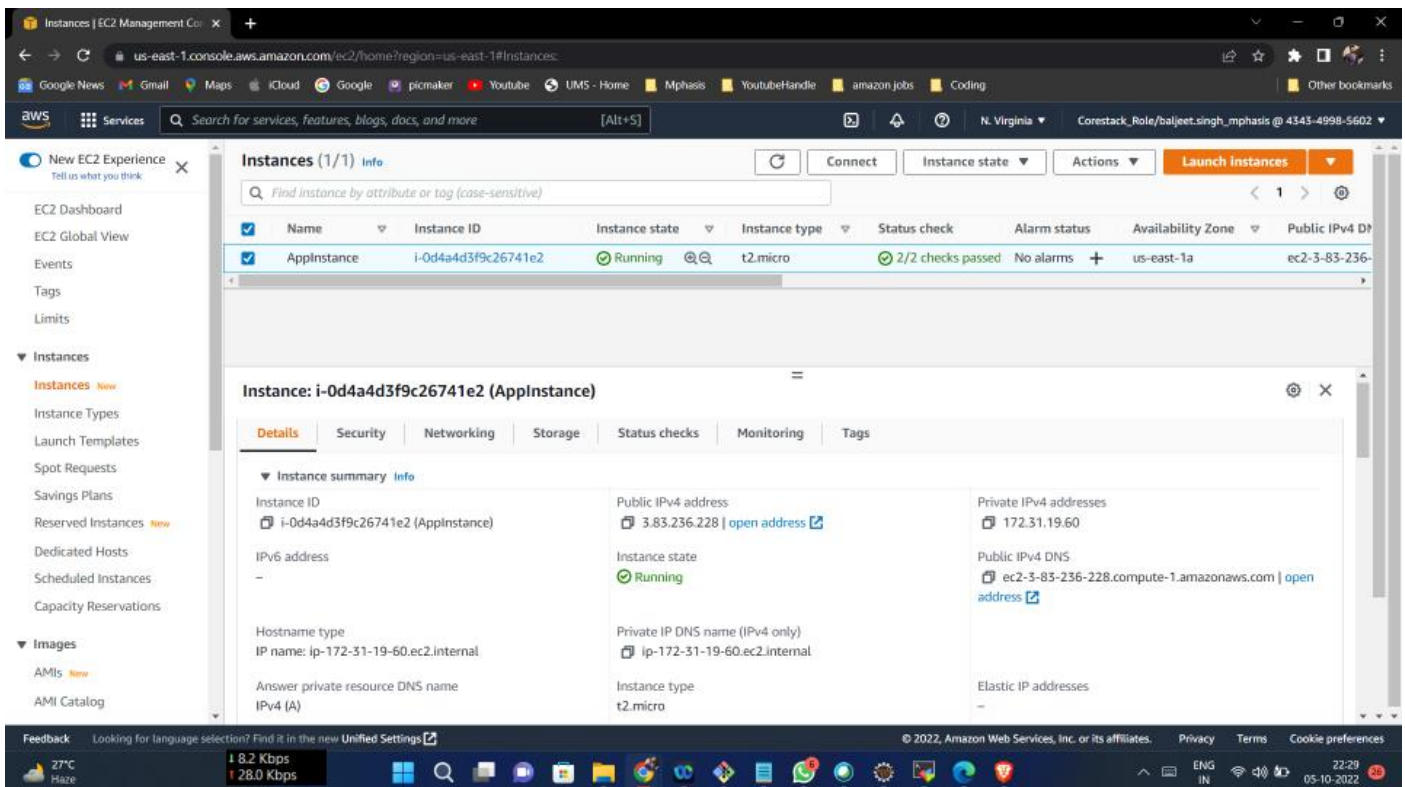 Instances | EC2 Management Co
us-east-1.console.aws.amazon.com/ec2/home?region=us-east-1#Instances:
Google News Gmail Maps iCloud Google picmaker Youtube UMS - Home Mphasis YoutubeHandle amazon jobs Coding Other bookmarks
aws Services Search for services, features, blogs, docs, and more [Alt+S] N. Virginia ▼ Corestack_Role/baljeet.singh_mphasis @ 4343-4998-5602 ▼
New EC2 Experience
Tell us what you think
EC2 Dashboard
EC2 Global View
Events
Tags
Limits
Instances
Instances New
Instance Types
Launch Templates
Spot Requests
Savings Plans
Reserved Instances New
Dedicated Hosts
Scheduled Instances
Capacity Reservations
Images
AMIs New
AMI Catalog
Instances (1/1) Info Connect Instance state ▼ Actions ▼ Launch instances ▼
Find instance by attribute or tag (case-sensitive) 1
Name Instance ID Instance state Instance type Status check Alarm status Availability Zone Public IPv4 DN
AppInstance i-0d4a4d3f9c26741e2 Running t2.micro 2/2 checks passed No alarms + us-east-1a ec2-3-83-236-
Instance: i-0d4a4d3f9c26741e2 (AppInstance)
Details Security Networking Storage Status checks Monitoring Tags
Instance summary Info
Instance ID Public IPv4 address Private IPv4 addresses
i-0d4a4d3f9c26741e2 (AppInstance) 3.83.236.228 | open address 172.31.19.60
IPv6 address Instance state Public IPv4 DNS
– Running ec2-3-83-236-228.compute-1.amazonaws.com | open
address
Hostname type Private IP DNS name (IPv4 only)
IP name: ip-172-31-19-60.ec2.internal ip-172-31-19-60.ec2.internal
Answer private resource DNS name Instance type Elastic IP addresses
IPv4 (A) t2.micro –
Feedback Looking for language selection? Find it in the new Unified Settings © 2022, Amazon Web Services, Inc. or its affiliates. Privacy Terms Cookie preferences
27°C
Haze
8.2 Kbps
28.0 Kbps
ENG
IN
22:29
05-10-2022
26